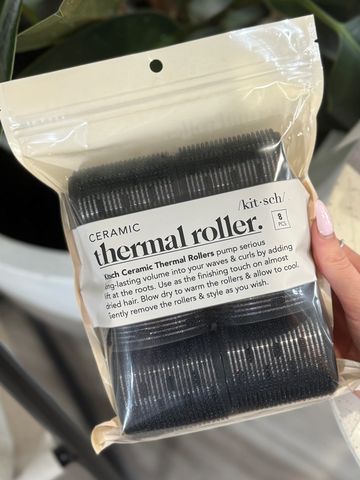 /kit•sch/
CERAMIC
thermal roller.
8
PCS
Ceramic Thermal Rollers pump serious
long-lasting volume into your waves & curls by adding
lift at the roots. Use as the finishing touch on almost
dried hair. Blow dry to warm the rollers & allow to cool.
Gently remove the rollers & style as you wish.